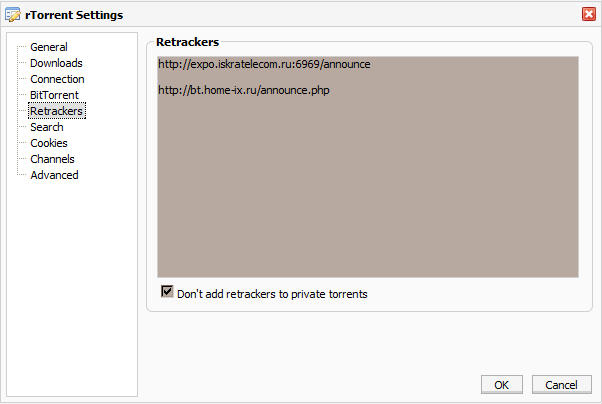 rTorrent Settings
General
Downloads
Connection
BitTorrent
Retrackers
Search
Cookies
Channels
Advanced
Retrackers
http://expo.iskratelecom.ru:6969/announce
http://bt.home-ix.ru/announce.php
Don't add retrackers to private torrents
OK
Cancel